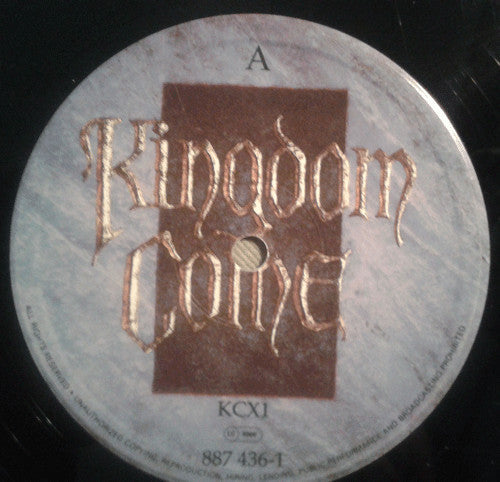 A
Kingdom
Come
KCX1
887 436-1
ALL RIGHTS RESERVED • UNAUTHORIZED COPYING, REPRODUCTION, HIRING, LENDING, PUBLIC PERFORMANCE AND BROADCASTING PROHIBITED